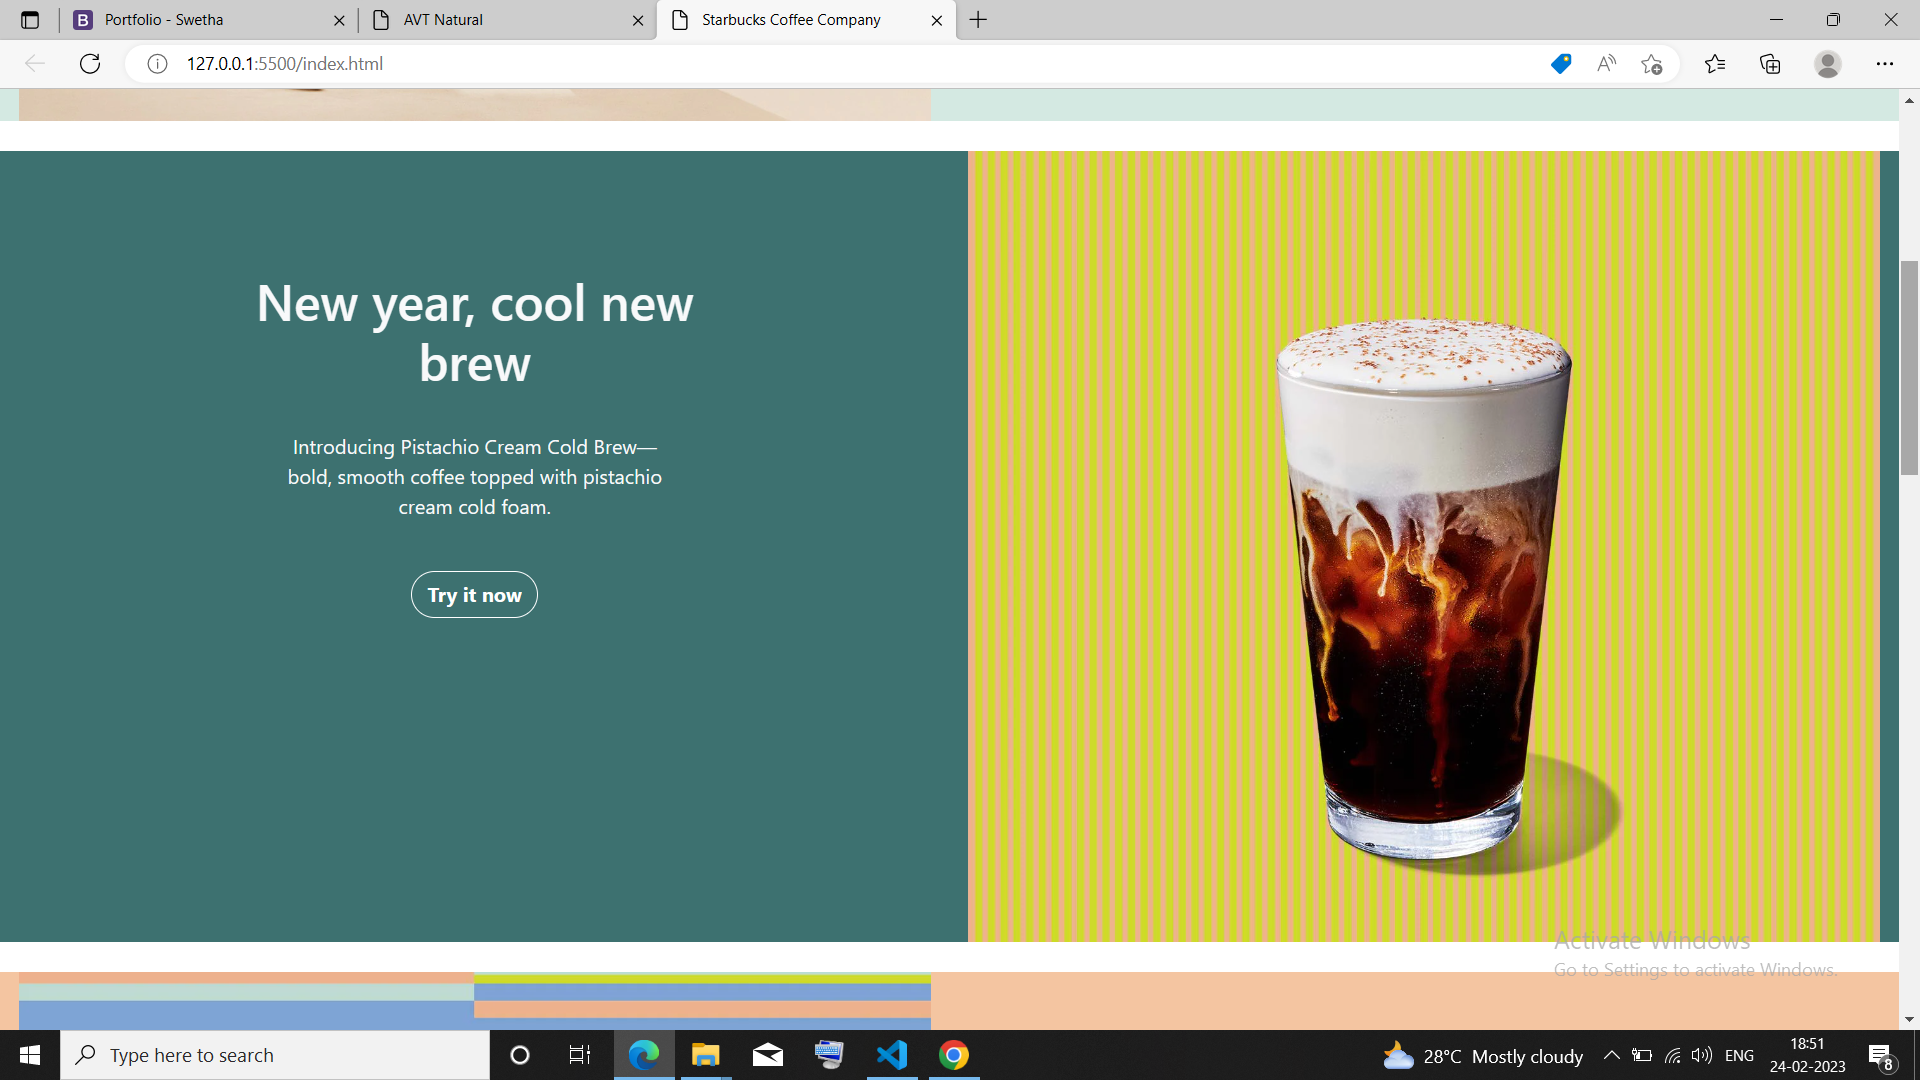 Portfolio - Swetha
AVT Natural
Starbucks Coffee Company
127.0.0.1:5500/index.html
New year, cool new
brew
Introducing Pistachio Cream Cold Brew—
bold, smooth coffee topped with pistachio
cream cold foam.
Try it now
Activate Windows
Go to Settings to activate Windows.
Type here to search
28°C Mostly cloudy
ENG
18:51
24-02-2023
8